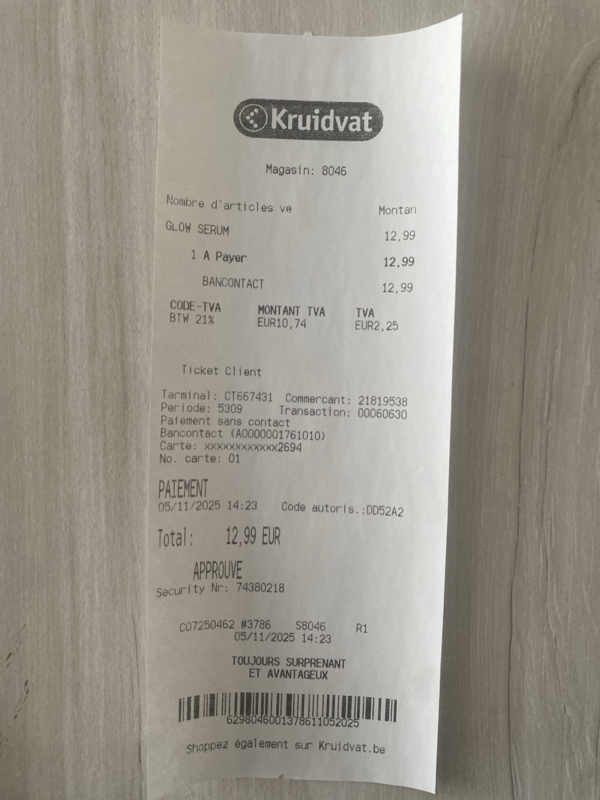 Kruidvat
Magasin: 8046
Nombre d'articles ve Montan
GLOW SERUM 12,99
1 A Payer 12,99
BANCONTACT 12,99
CODE-TVA MONTANT TVA TVA
BTW 21% EUR10,74 EUR2,25
Ticket Client
Terminal: CT667431 Commercant: 21819538
Periode: 5309 Transaction: 00060630
Paiement sans contact
Bancontact (A0000001761010)
Carte: xxxxxxxxxxxx2694
No. carte: 01
PAIEMENT
05/11/2025 14:23 Code autoris.:DD52A2
Total: 12,99 EUR
APPROUVE
Security Nr: 74380218
CO7250462 #3786 S8046 R1
05/11/2025 14:23
TOUJOURS SURPRENANT
ET AVANTAGEUX
6298046001378611052025
Shoppez également sur Kruidvat.be